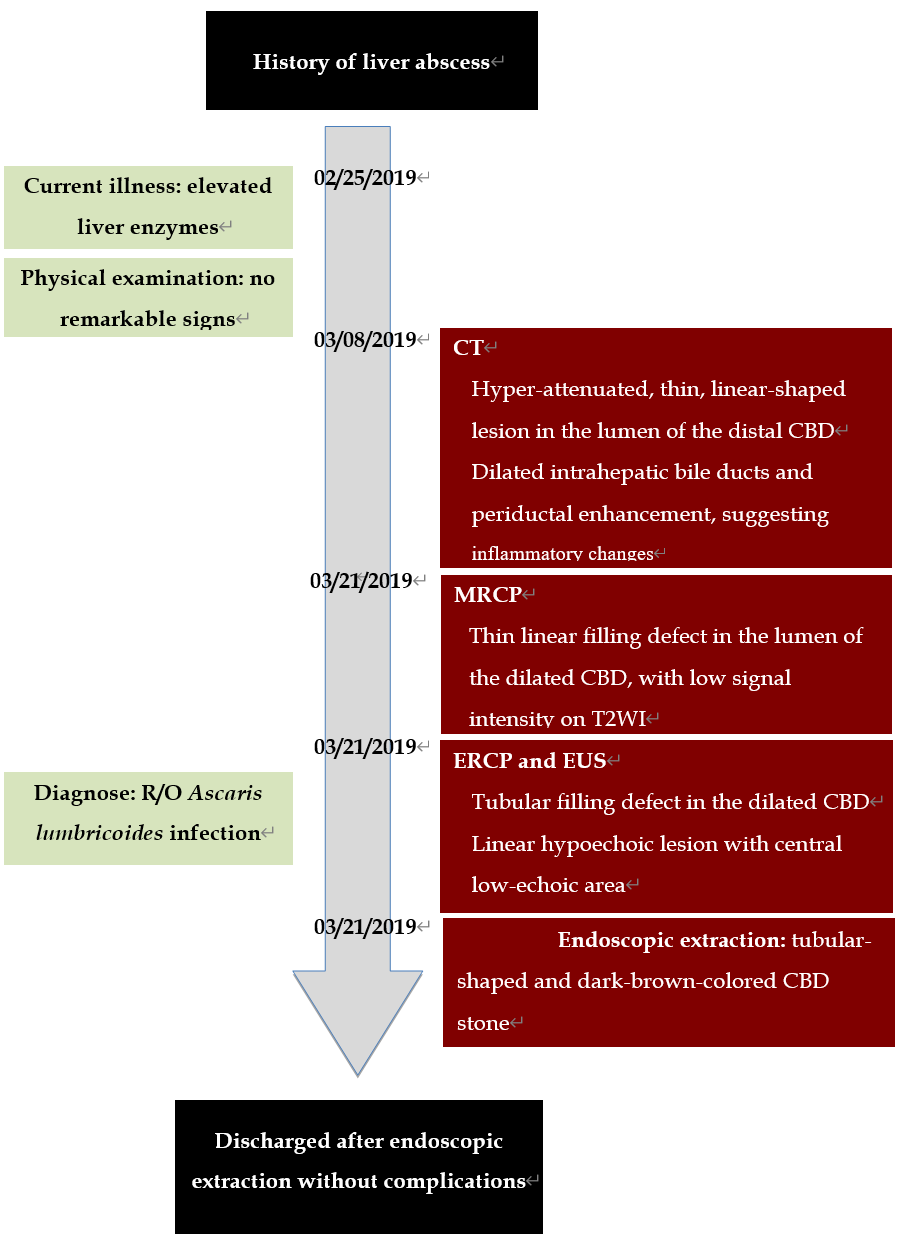 History of liver abscess↵
02/25/2019↵
Current illness: elevated
liver enzymes↵
Physical examination: no
remarkable signs↵
03/08/2019↵
CT↵
Hyper-attenuated, thin, linear-shaped
lesion in the lumen of the distal CBD↵
Dilated intrahepatic bile ducts and
periductal enhancement, suggesting
inflammatory changes↵
03/21/2019↵
MRCP↵
Thin linear filling defect in the lumen of
the dilated CBD, with low signal
intensity on T2WI↵
03/21/2019↵
ERCP and EUS↵
Tubular filling defect in the dilated CBD↵
Linear hypoechoic lesion with central
low-echoic area↵
Diagnose: R/O Ascaris
lumbricoides infection↵
03/21/2019↵
Endoscopic extraction: tubular-
shaped and dark-brown-colored CBD
stone↵
Discharged after endoscopic
extraction without complications↵